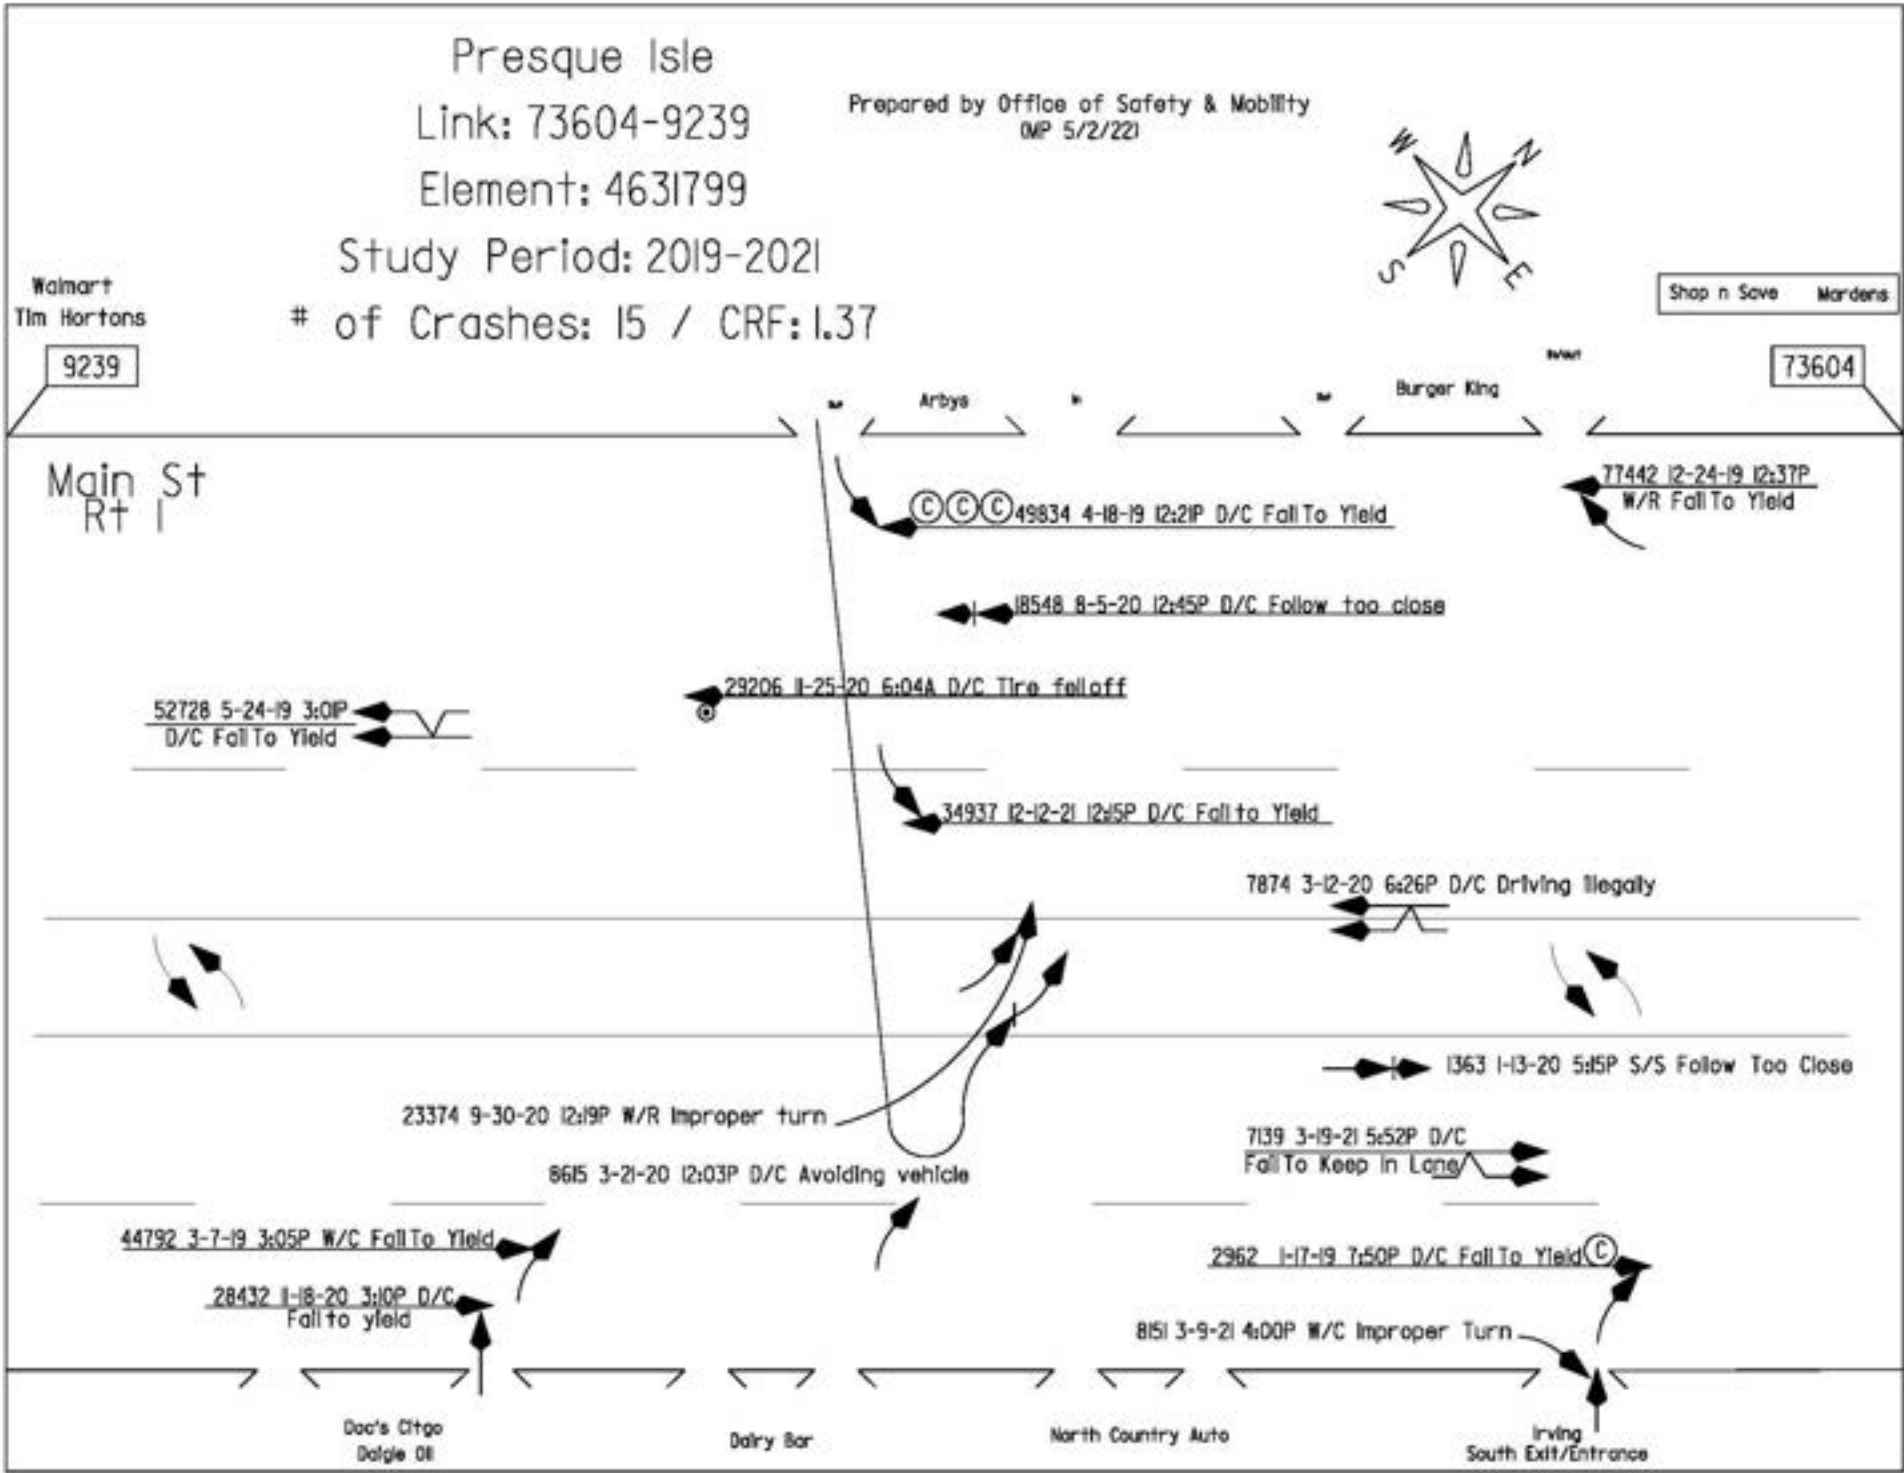 Presque Isle
Link: 73604-9239
Element: 4631799
Study Period: 2019-2021
# of Crashes: 15 / CRF: 1.37
Prepared by Office of Safety & Mobility
(MP 5/2/22)
W
N
S
E
Walmart
Tim Hortons
9239
Shop n Save Mardens
73604
In/out
Out
Arbys
In
Out
Burger King
Main St
Rt 1
77442 12-24-19 12:37P
W/R Fail To Yield
C C C 49834 4-18-19 12:21P D/C Fail To Yield
18548 8-5-20 12:45P D/C Follow too close
29206 11-25-20 6:04A D/C Tire fell off
52728 5-24-19 3:01P
D/C Fail To Yield
34937 12-12-21 12:15P D/C Fail to Yield
7874 3-12-20 6:26P D/C Driving illegally
1363 1-13-20 5:15P S/S Follow Too Close
23374 9-30-20 12:19P W/R Improper turn
7139 3-19-21 5:52P D/C
Fail To Keep In Lane
8615 3-21-20 12:03P D/C Avoiding vehicle
44792 3-7-19 3:05P W/C Fail To Yield
2962 1-17-19 7:50P D/C Fail To Yield C
28432 11-18-20 3:10P D/C
Fail to yield
8151 3-9-21 4:00P W/C Improper Turn
Doc's Citgo
Daigle Oil
Dairy Bar
North Country Auto
Irving
South Exit/Entrance